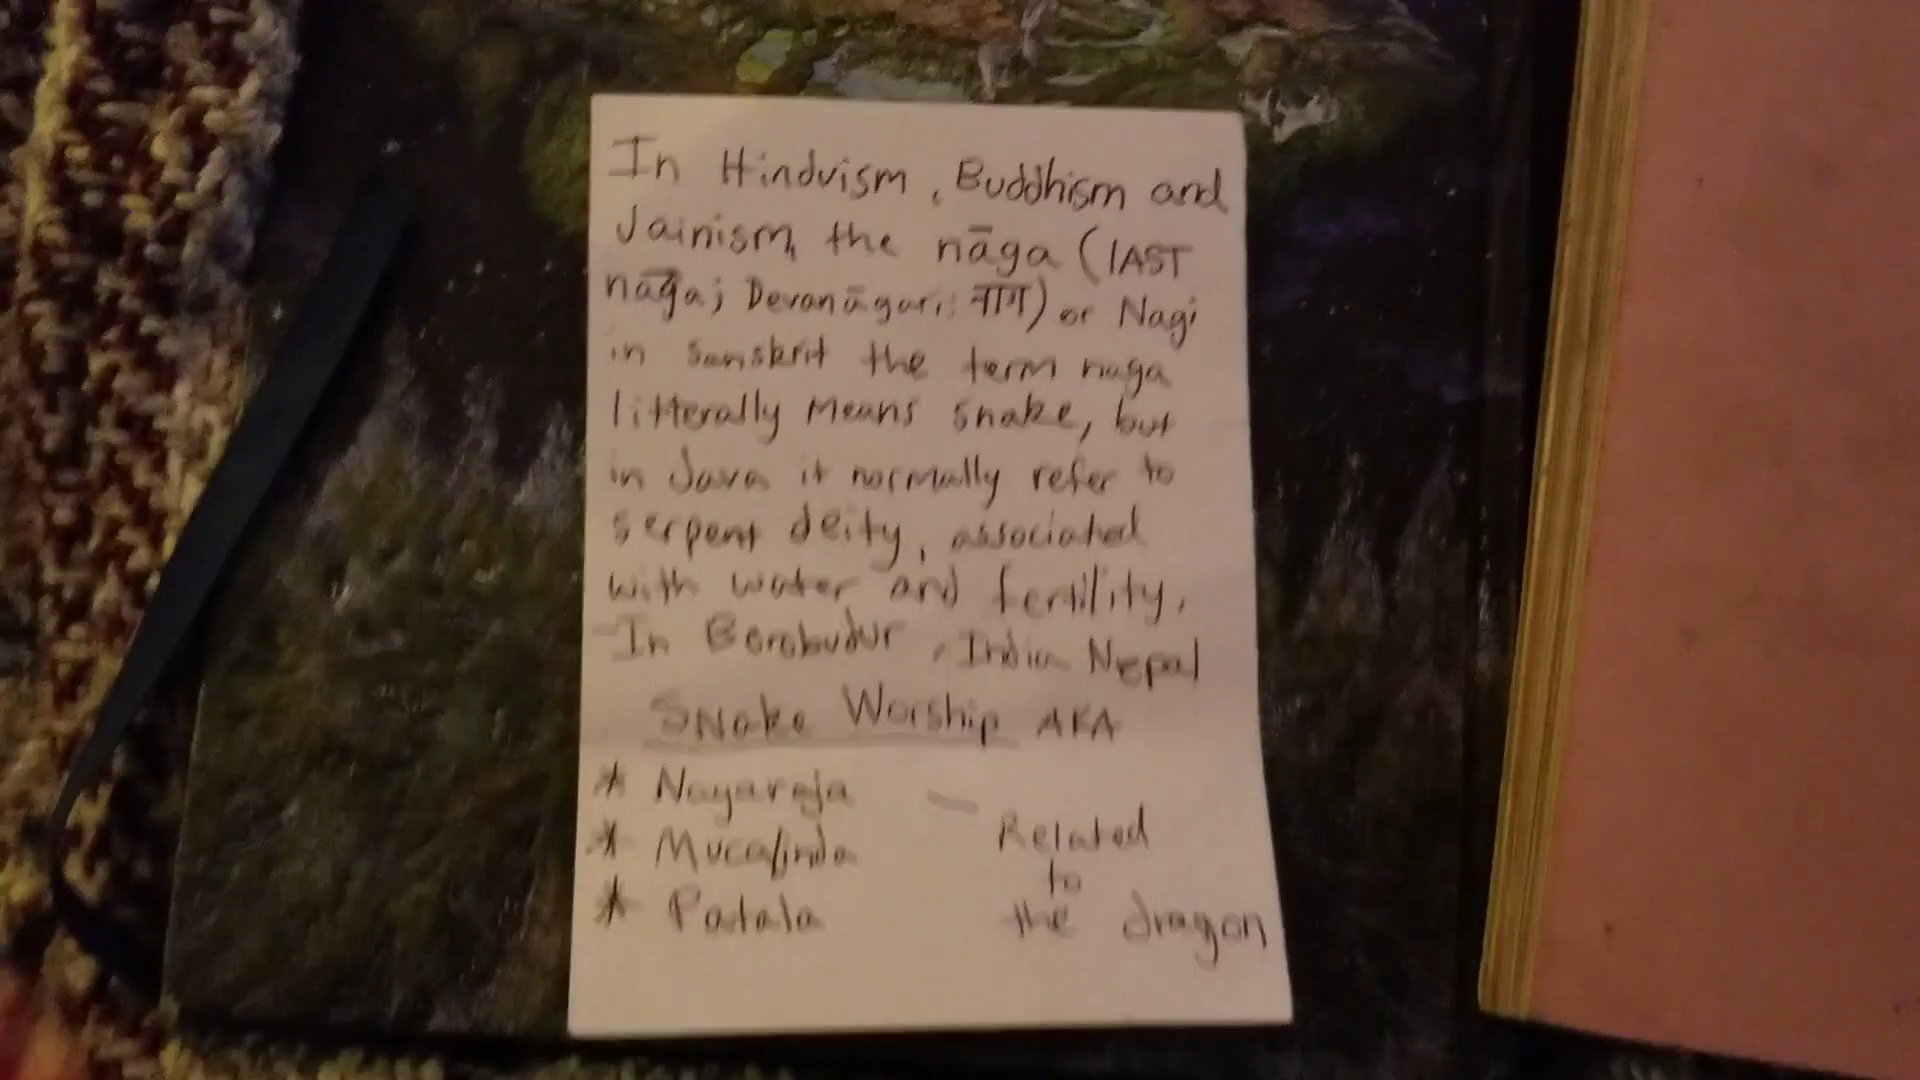 In Hinduism, Buddhism and
Jainism, the nāga (IAST
nāga; Devanāgari: नाग) or Nagi
in sanskrit the term naga
litterally means snake, but
in Java it normally refer to
serpent deity, associated
with water and fertility.
In Borobudur, India Nepal
Snake Worship AKA
* Nagaraja
* Mucalinda
* Patala
Related
to
the dragon